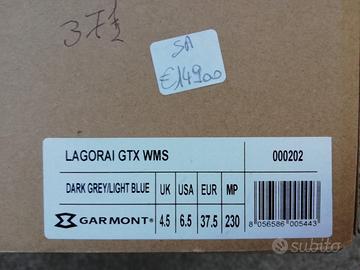 37½
SA
€149,00
LAGORAI GTX WMS
000202
DARK GREY/LIGHT BLUE
UK USA EUR MP
GARMONT®
4.5 6.5 37.5 230
8 056586 005443
subito